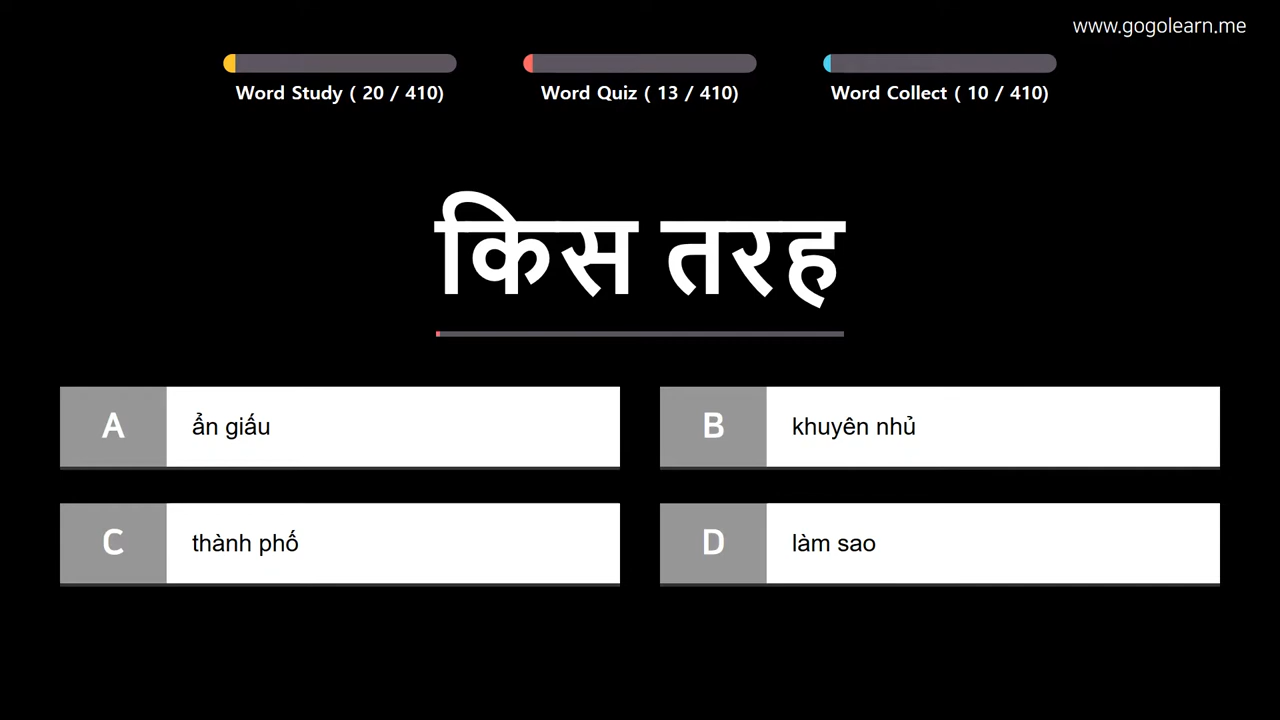 www.gogolearn.me
Word Study ( 20 / 410)
Word Quiz ( 13 / 410)
Word Collect ( 10 / 410)
किस तरह
A ẩn giấu
B khuyên nhủ
C thành phố
D làm sao